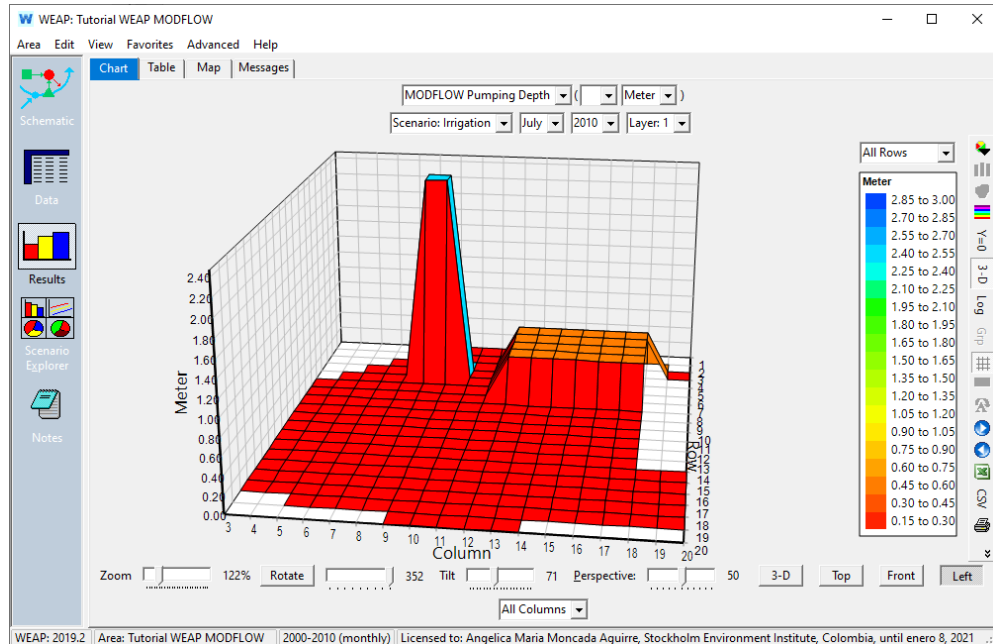 WEAP: Tutorial WEAP MODFLOW
Area Edit View Favorites Advanced Help
Chart Table Map Messages
Schematic
Data
Results
Scenario Explorer
Notes
MODFLOW Pumping Depth ( Meter )
Scenario: Irrigation July 2010 Layer: 1
All Rows
Meter
2.85 to 3.00
2.70 to 2.85
2.55 to 2.70
2.40 to 2.55
2.25 to 2.40
2.10 to 2.25
1.95 to 2.10
1.80 to 1.95
1.65 to 1.80
1.50 to 1.65
1.35 to 1.50
1.20 to 1.35
1.05 to 1.20
0.90 to 1.05
0.75 to 0.90
0.60 to 0.75
0.45 to 0.60
0.30 to 0.45
0.15 to 0.30
Y=0
3-D
Log
Grp
CSV
Meter
2.40
2.20
2.00
1.80
1.60
1.40
1.20
1.00
0.80
0.60
0.40
0.20
0.00
3 4 5 6 7 8 9 10 11 12 13 14 15 16 17 18 19 20
Column
1
2
3
4
5
6
7
8
9
10
11
12
13
14
15
16
17
18
19
20
Row
Zoom 122% Rotate 352 Tilt 71 Perspective: 50 3-D Top Front Left
All Columns
WEAP: 2019.2 Area: Tutorial WEAP MODFLOW 2000-2010 (monthly) Licensed to: Angelica Maria Moncada Aguirre, Stockholm Environment Institute, Colombia, until enero 8, 2021